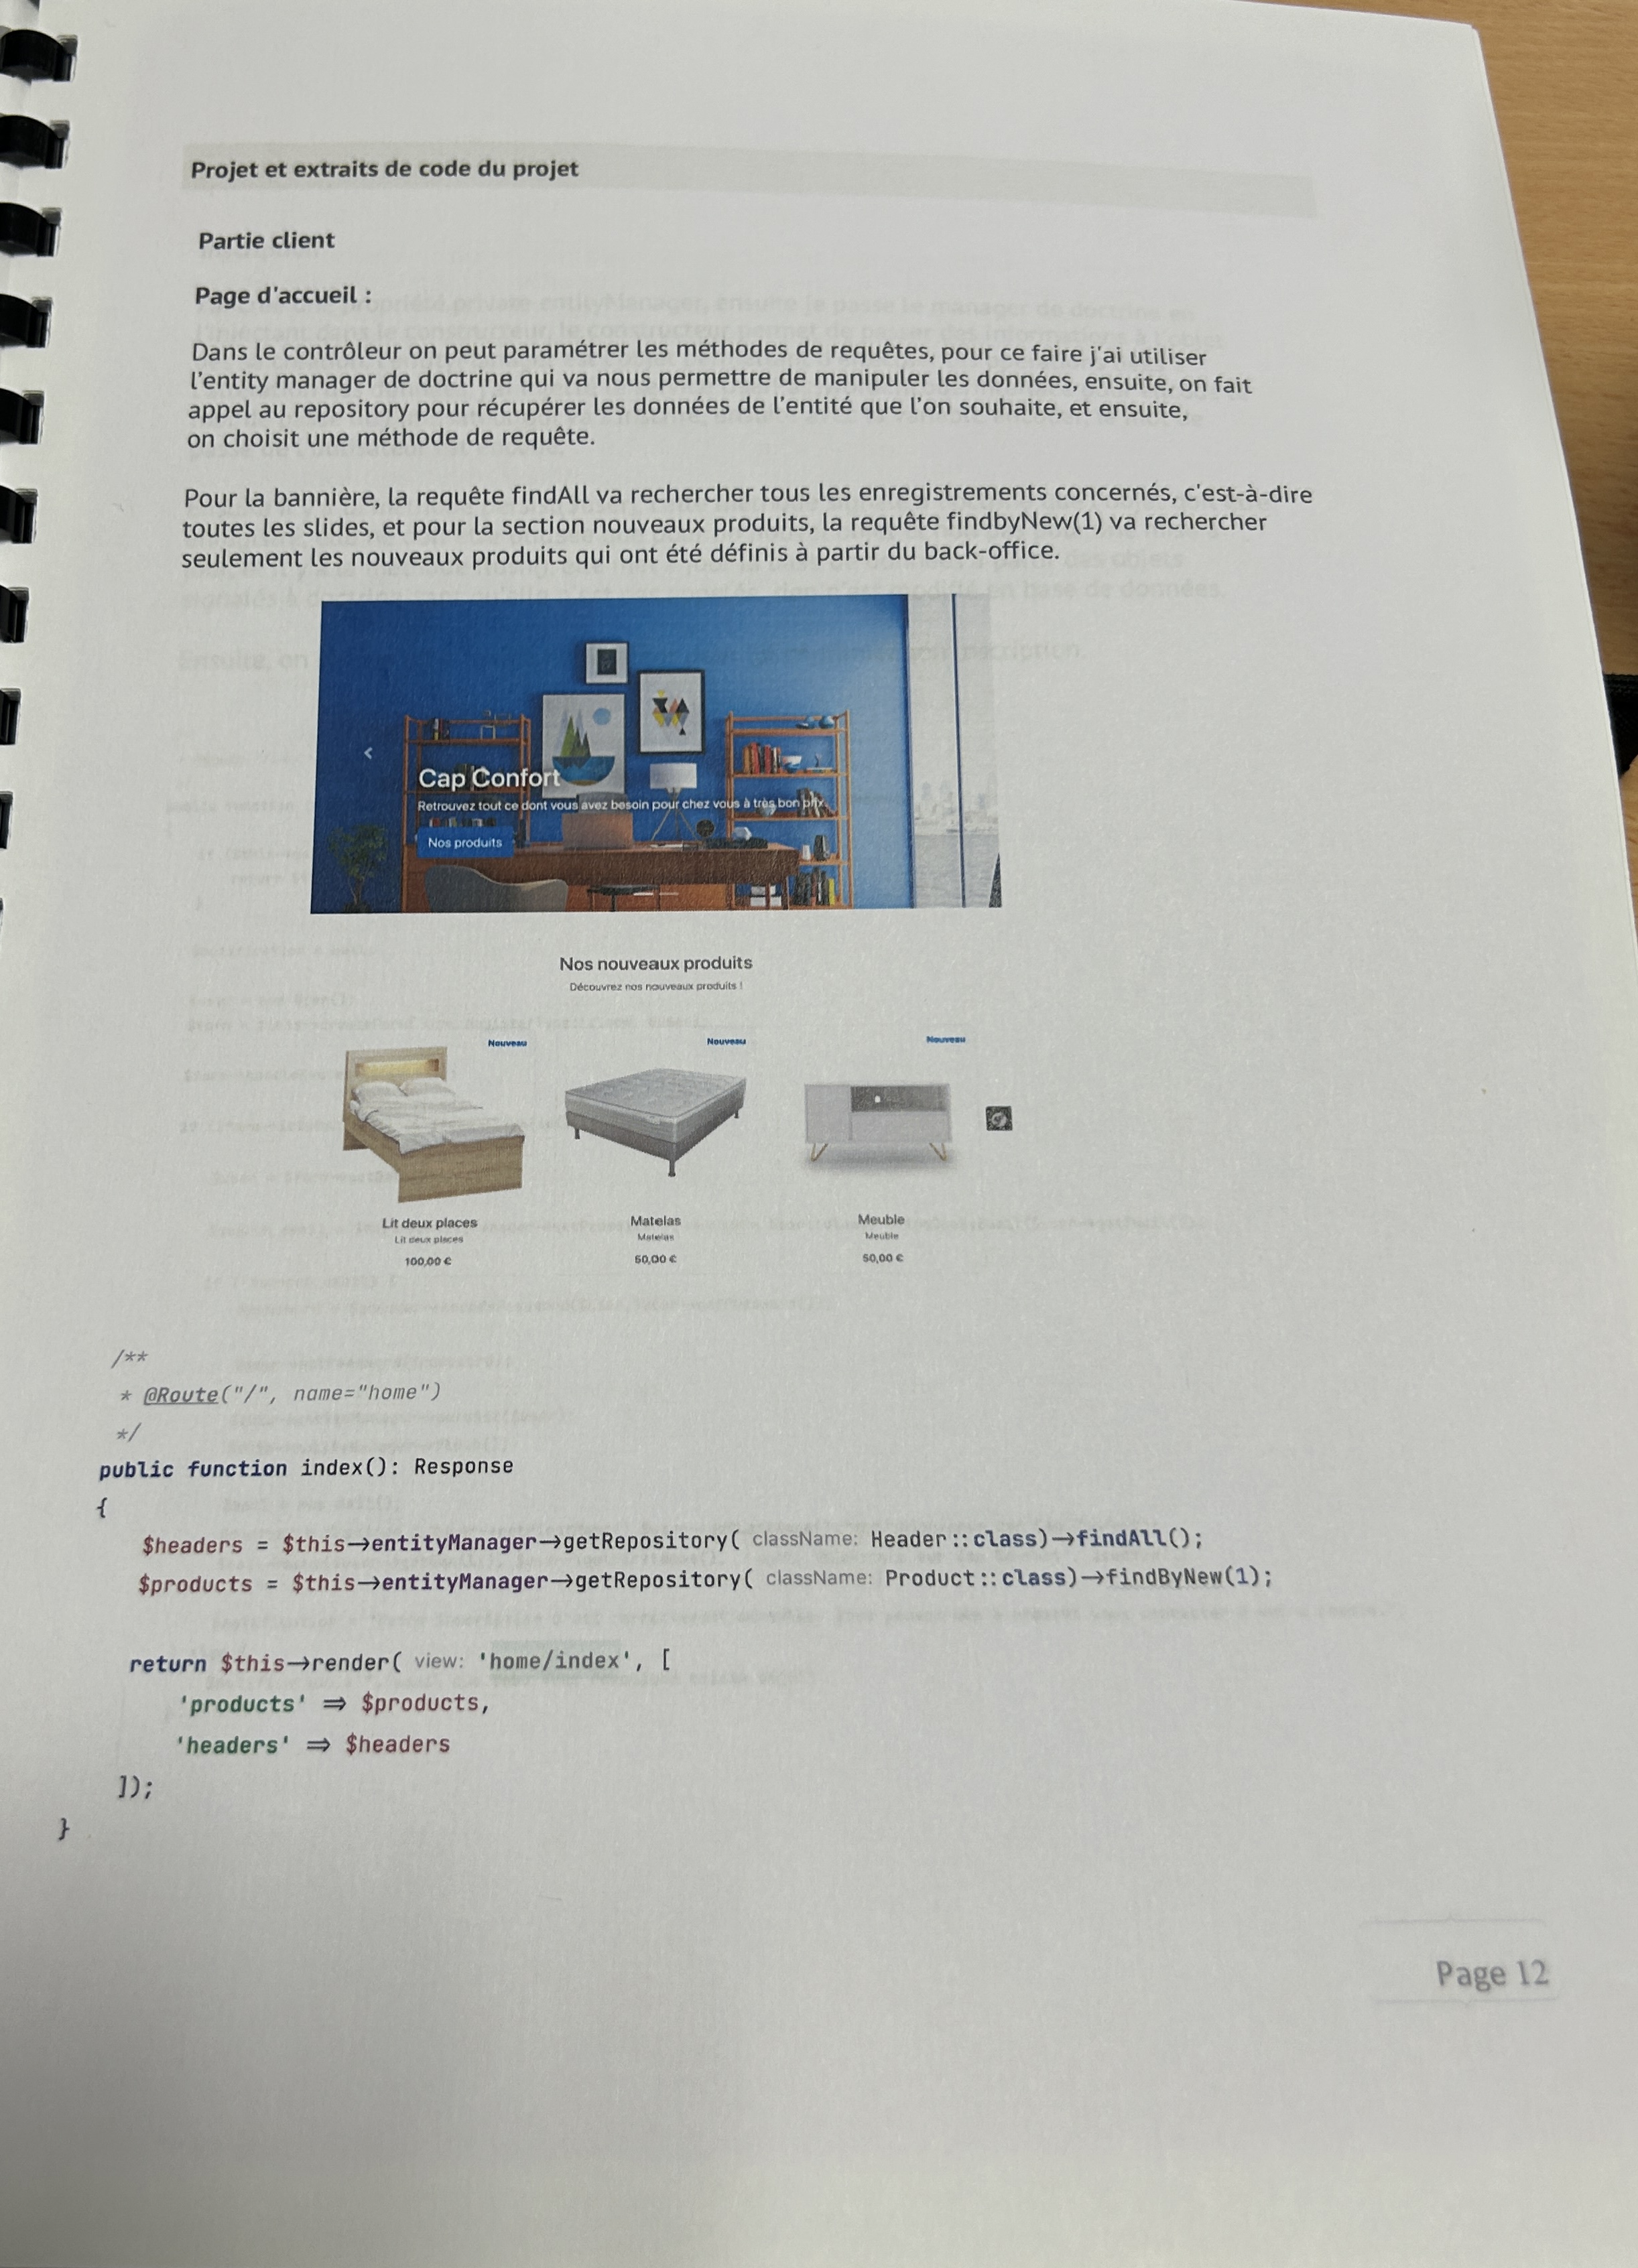 Projet et extraits de code du projet
Partie client
Page d'accueil :
Dans le contrôleur on peut paramétrer les méthodes de requêtes, pour ce faire j'ai utiliser
l'entity manager de doctrine qui va nous permettre de manipuler les données, ensuite, on fait
appel au repository pour récupérer les données de l'entité que l'on souhaite, et ensuite,
on choisit une méthode de requête.
Pour la bannière, la requête findAll va rechercher tous les enregistrements concernés, c'est-à-dire
toutes les slides, et pour la section nouveaux produits, la requête findbyNew(1) va rechercher
seulement les nouveaux produits qui ont été définis à partir du back-office.
Cap Confort
Retrouvez tout ce dont vous avez besoin pour chez vous à très bon prix.
Nos produits
Nos nouveaux produits
Découvrez nos nouveaux produits !
Nouveau Nouveau Nouveau
Lit deux places Matelas Meuble
Lit deux places Matelas Meuble
100,00 € 50,00 €
/**
* @Route("/", name="home")
*/
public function index(): Response
{
$headers = $this→entityManager→getRepository( className: Header::class)→findAll();
$products = $this→entityManager→getRepository( className: Product::class)→findByNew(1);
return $this→render( view: 'home/index', [
'products' ⇒ $products,
'headers' ⇒ $headers
]);
}
Page 12